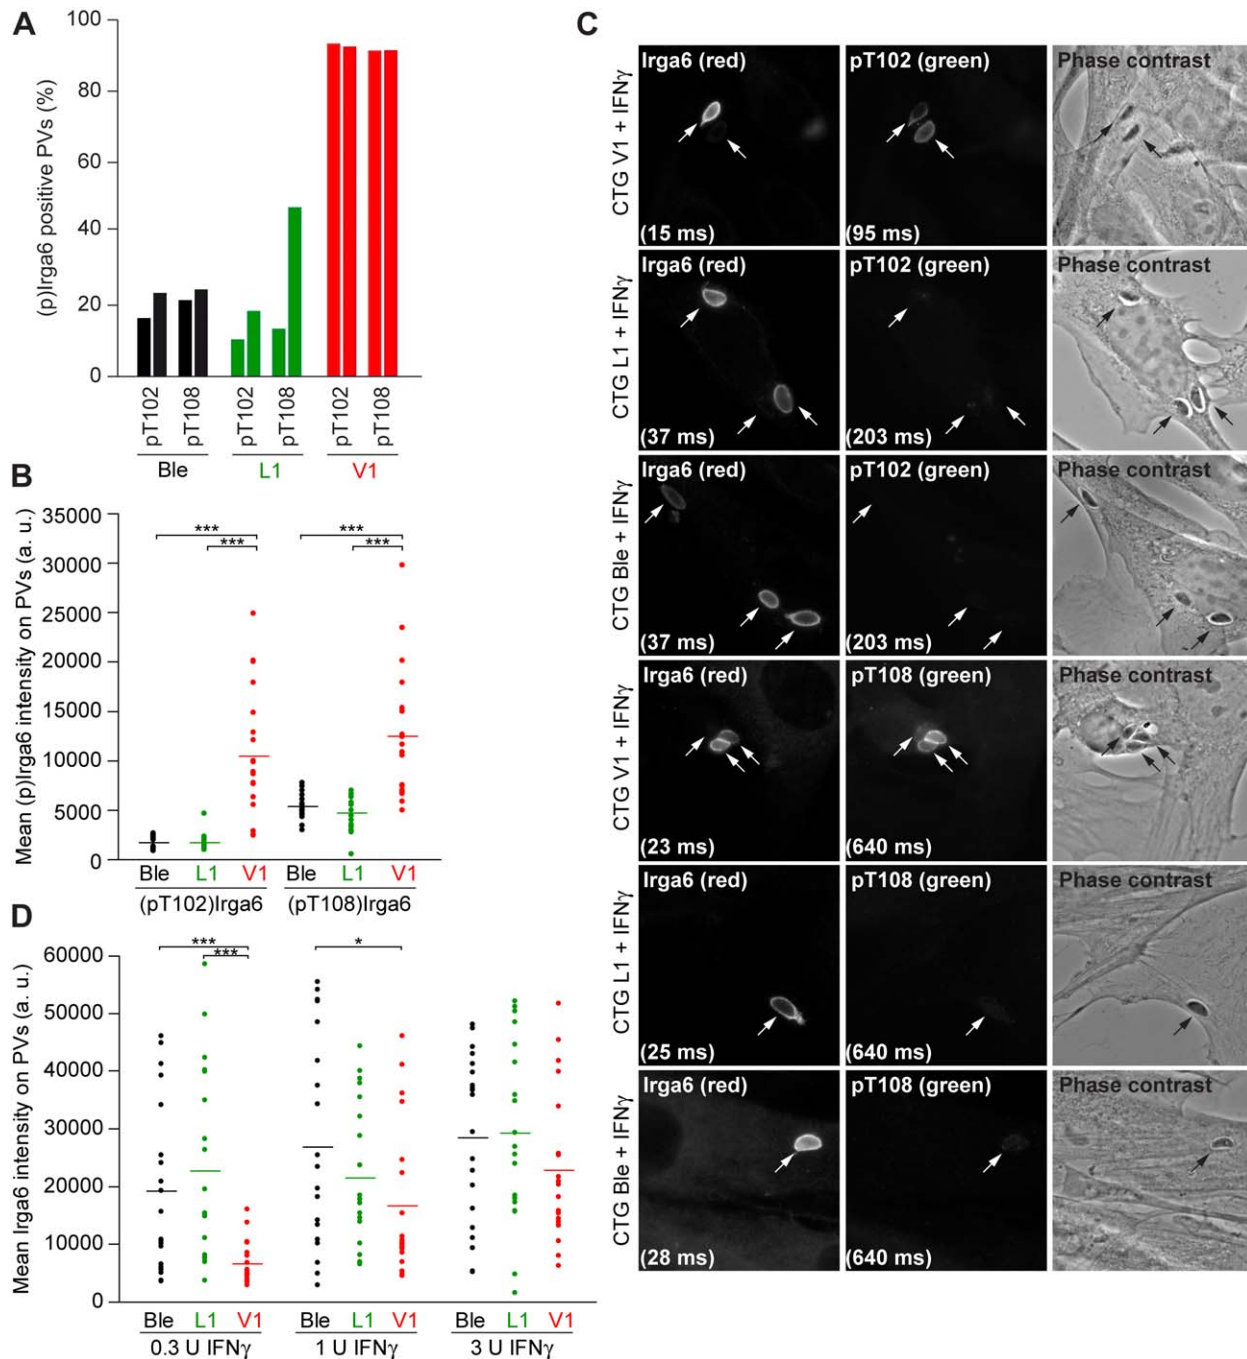 A
(p)Irga6 positive PVs (%)
100
80
60
40
20
0
pT102 pT102 pT108 pT108 pT102 pT102 pT108 pT108 pT102 pT102 pT108 pT108
Ble L1 V1
B
Mean (p)Irga6 intensity on PVs (a. u.)
35000
30000
25000
20000
15000
10000
5000
0
*** ***
*** ***
Ble L1 V1 Ble L1 V1
(pT102)Irga6 (pT108)Irga6
D
Mean Irga6 intensity on PVs (a. u.)
60000
50000
40000
30000
20000
10000
0
*** *
***
Ble L1 V1 Ble L1 V1 Ble L1 V1
0.3 U IFNγ 1 U IFNγ 3 U IFNγ
C
CTG V1 + IFNγ
Irga6 (red) pT102 (green) Phase contrast
(15 ms) (95 ms)
CTG L1 + IFNγ
Irga6 (red) pT102 (green) Phase contrast
(37 ms) (203 ms)
CTG Ble + IFNγ
Irga6 (red) pT102 (green) Phase contrast
(37 ms) (203 ms)
CTG V1 + IFNγ
Irga6 (red) pT108 (green) Phase contrast
(23 ms) (640 ms)
CTG L1 + IFNγ
Irga6 (red) pT108 (green) Phase contrast
(25 ms) (640 ms)
CTG Ble + IFNγ
Irga6 (red) pT108 (green) Phase contrast
(28 ms) (640 ms)